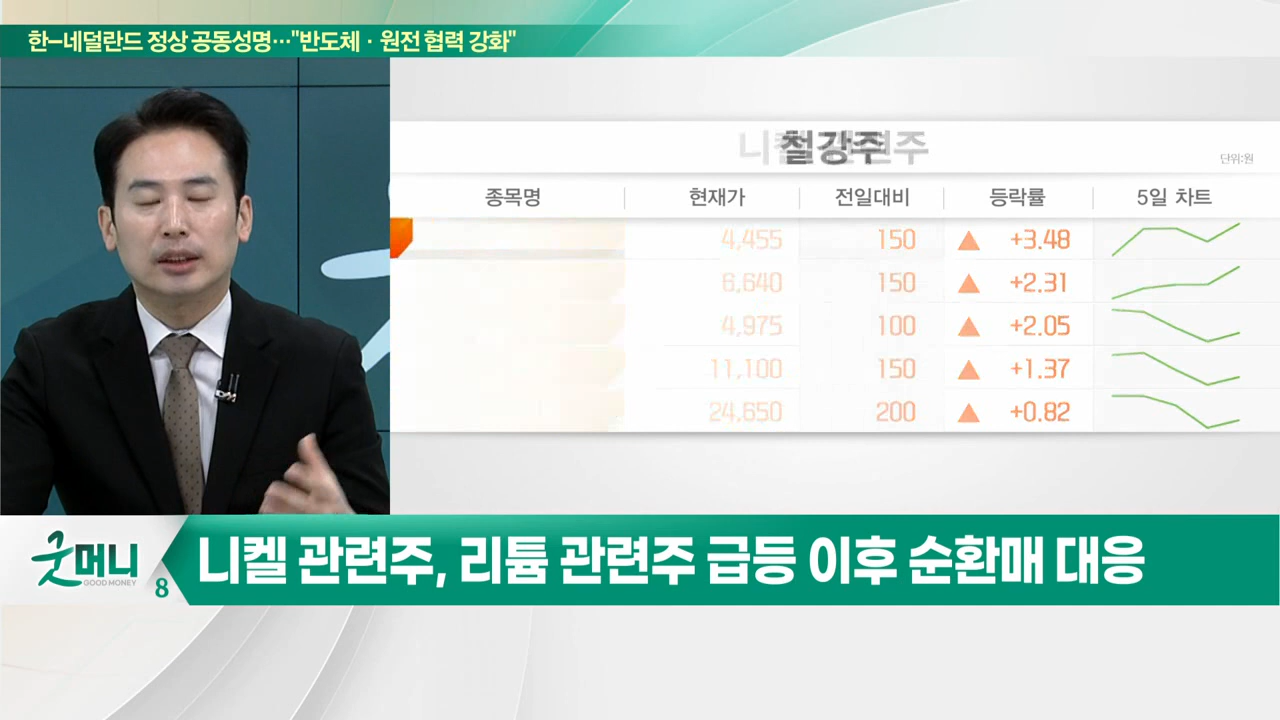 한-네덜란드 정상 공동성명…"반도체 · 원전 협력 강화"
철강주
단위:원
종목명 현재가 전일대비 등락률 5일 차트
4,455 150 ▲ +3.48
6,640 150 ▲ +2.31
4,975 100 ▲ +2.05
11,100 150 ▲ +1.37
24,650 200 ▲ +0.82
굿머니
GOOD MONEY
8
니켈 관련주, 리튬 관련주 급등 이후 순환매 대응